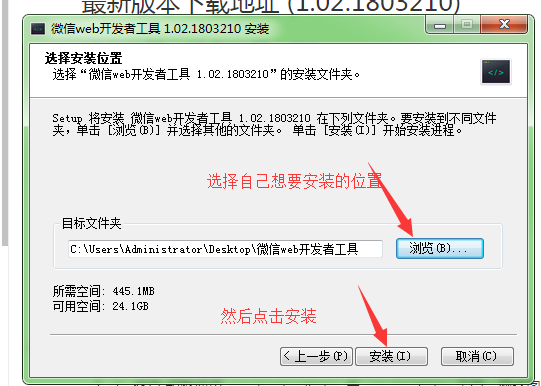 最新版本下载地址 (1.02.1803210)
微信web开发者工具 1.02.1803210 安装
选择安装位置
选择“微信web开发者工具 1.02.1803210”的安装文件夹。
</>
Setup 将安装 微信web开发者工具 1.02.1803210 在下列文件夹。要安装到不同文件
夹，单击 [浏览(B)] 并选择其他的文件夹。 单击 [安装(I)] 开始安装进程。
选择自己想要安装的位置
目标文件夹
C:\Users\Administrator\Desktop\微信web开发者工具
浏览(B)...
所需空间: 445.1MB
可用空间: 24.1GB
然后点击安装
< 上一步(P)
安装(I)
取消(C)